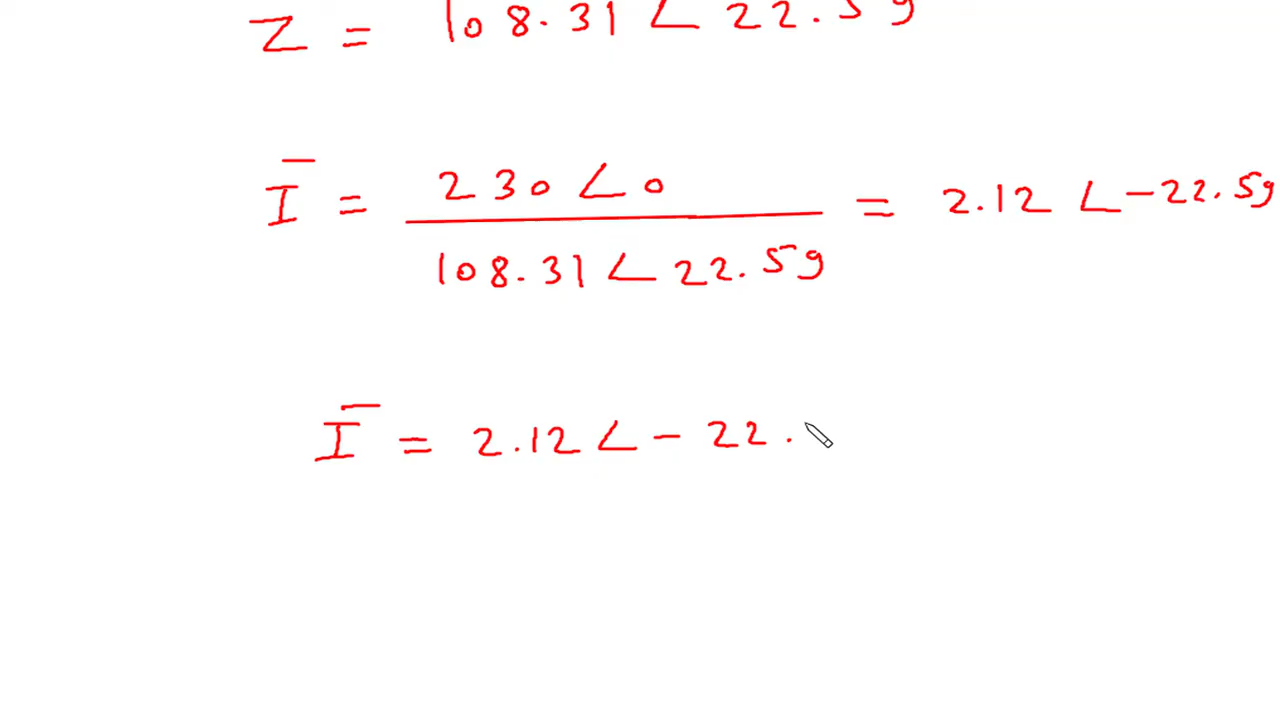 Z = 108.31 ∠ 22.59
Ī = 230 ∠ 0 / 108.31 ∠ 22.59 = 2.12 ∠ -22.59
Ī = 2.12 ∠ - 22.